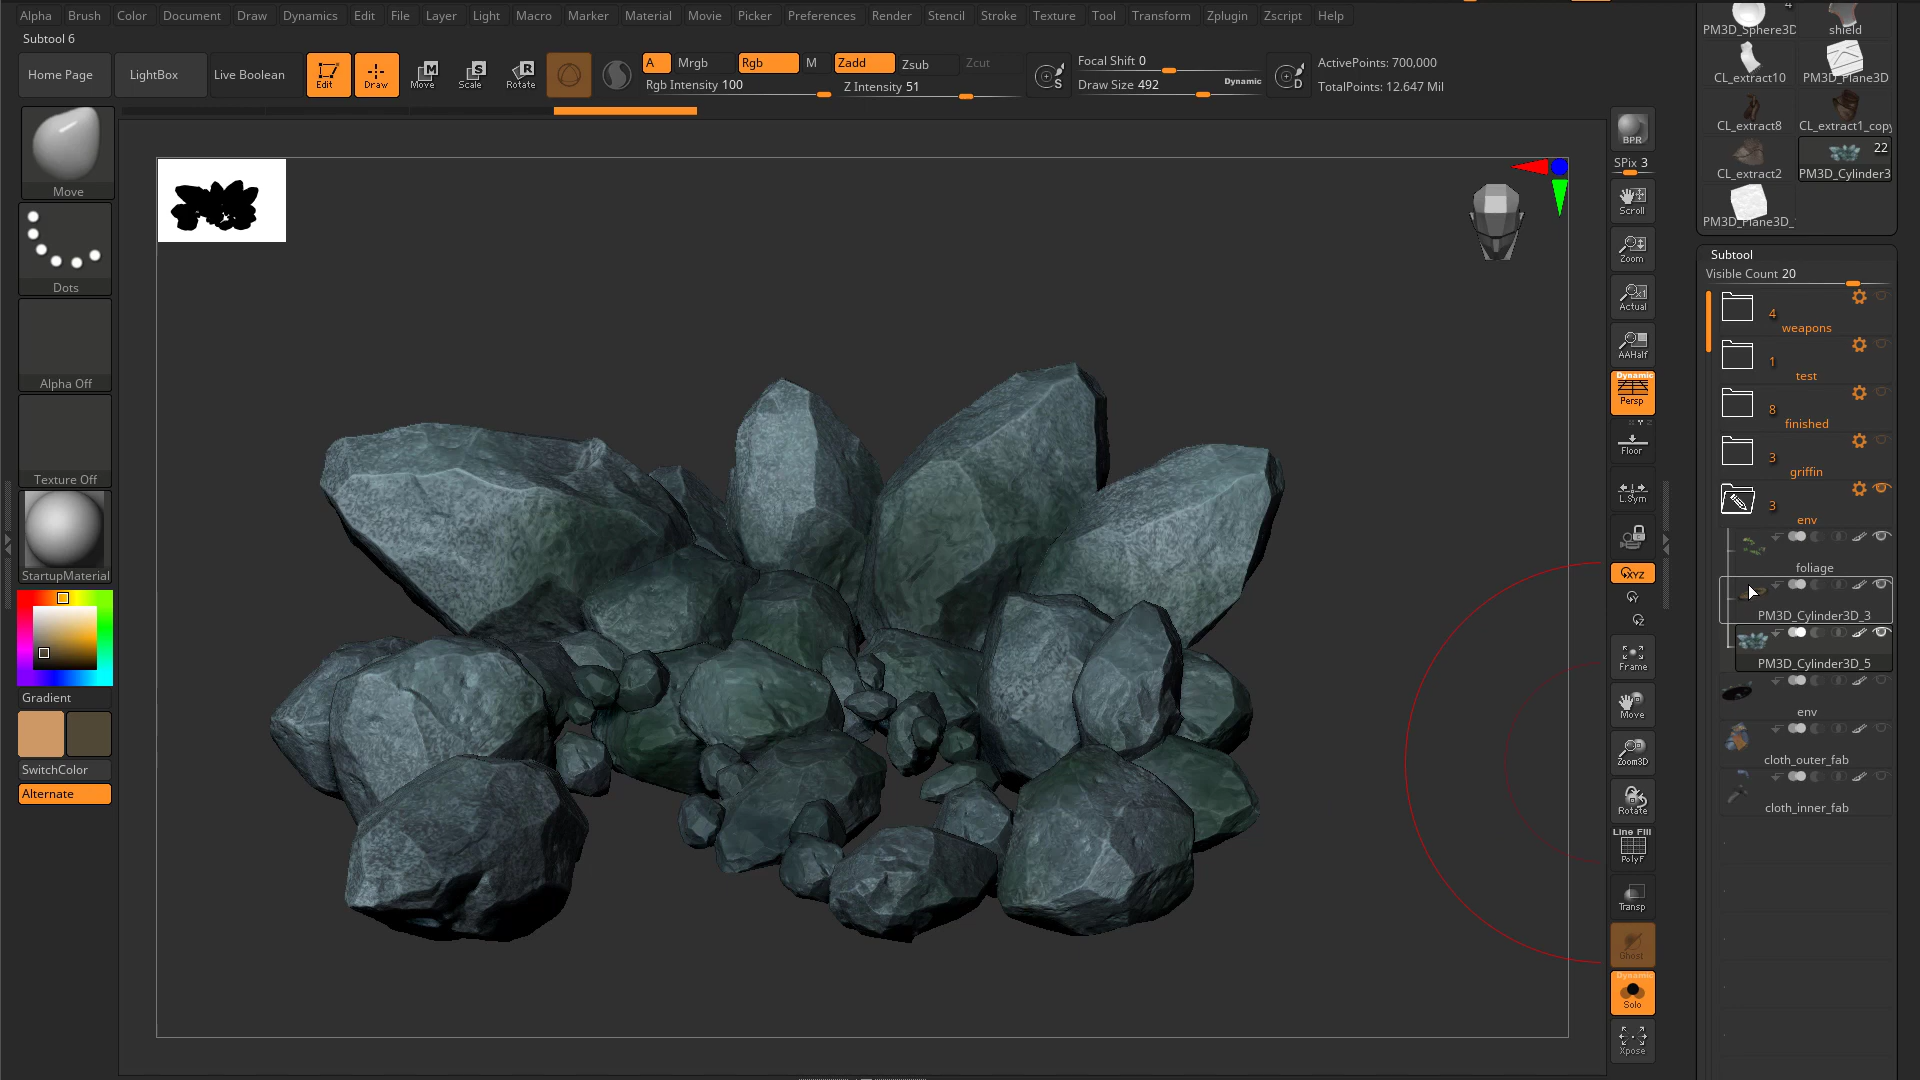 Alpha Brush Color Document Draw Dynamics Edit File Layer Light Macro Marker Material Movie Picker Preferences Render Stencil Stroke Texture Tool Transform Zplugin Zscript Help
Subtool 6
Home Page
LightBox
Live Boolean
Edit
Draw
Move
Scale
Rotate
A
Mrgb
Rgb
M
Zadd
Zsub
Zcut
Rgb Intensity 100
Z Intensity 51
S
Focal Shift 0
Draw Size 492
Dynamic
D
ActivePoints: 700,000
TotalPoints: 12.647 Mil
Move
Dots
Alpha Off
Texture Off
StartupMaterial
Gradient
SwitchColor
Alternate
BPR
SPix 3
Scroll
Zoom
Actual
AAHalf
Dynamic
Persp
Floor
L.Sym
XYZ
Y
Z
Frame
Move
Zoom3D
Rotate
Line Fill
PolyF
Transp
Ghost
Dynamic
Solo
Xpose
4
PM3D_Sphere3D
shield
CL_extract10
PM3D_Plane3D
CL_extract8
CL_extract1_copy
CL_extract2
22
PM3D_Cylinder3
PM3D_Plane3D_
Subtool
Visible Count 20
4
weapons
1
test
8
finished
3
griffin
3
env
foliage
PM3D_Cylinder3D_3
PM3D_Cylinder3D_5
env
cloth_outer_fab
cloth_inner_fab